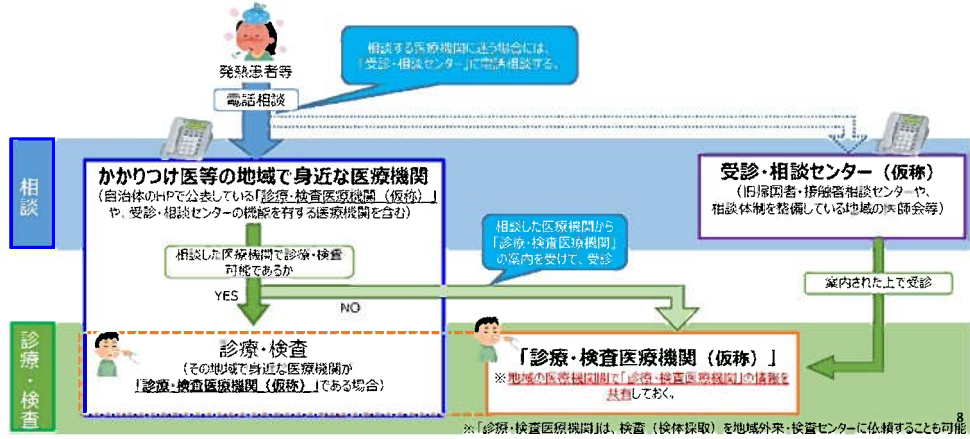 発熱患者等
電話相談
相談する医療機関に迷う場合には、
「受診・相談センター」に電話相談する。
相談
かかりつけ医等の地域で身近な医療機関
(自治体のHPで公表している「診療・検査医療機関(仮称)」
や、受診・相談センターの機能を有する医療機関を含む)
受診・相談センター(仮称)
(旧帰国者・接触者相談センターや、
相談体制を整備している地域の医師会等)
相談した医療機関で診療・検査
可能であるか
相談した医療機関から
「診療・検査医療機関」
の案内を受けて、受診
案内された上で受診
YES
NO
診療・検査
診療・検査
(その地域で身近な医療機関が
「診療・検査医療機関(仮称)」である場合)
「診療・検査医療機関(仮称)」
※地域の医療機関間で「診療・検査医療機関」の情報を
共有しておく。
8
※「診療・検査医療機関」は、検査(検体採取)を地域外来・検査センターに依頼することも可能